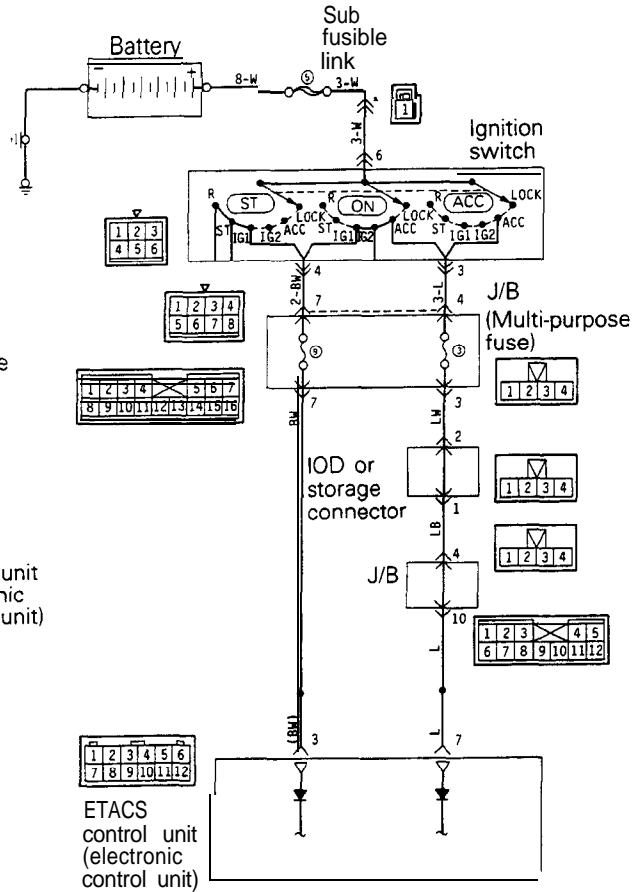 Sub
fusible
link
Battery
- +
8-W
5
3-W
1
3-W
6
Ignition
switch
R ST LOCK
ST IG1 IG2 ACC
R ON LOCK
ST IG1 IG2 ACC
R ACC LOCK
ST IG1 IG2 ACC
1 2 3
4 5 6
4
3
2-BW
3-L
7
4
J/B
(Multi-purpose
fuse)
1 2 3 4
5 6 7 8
9
3
e
1 2 3 4 5 6 7
8 9 10 11 12 13 14 15 16
1 2 3 4
7
3
BW
LW
2
IOD or
storage
connector
1 2 3 4
1
LB
4
1 2 3 4
J/B
10
unit
nic
unit)
1 2 3 4 5
6 7 8 9 10 11 12
L
(BW)
3
L
7
1 2 3 4 5 6
7 8 9 10 11 12
ETACS
control unit
(electronic
control unit)